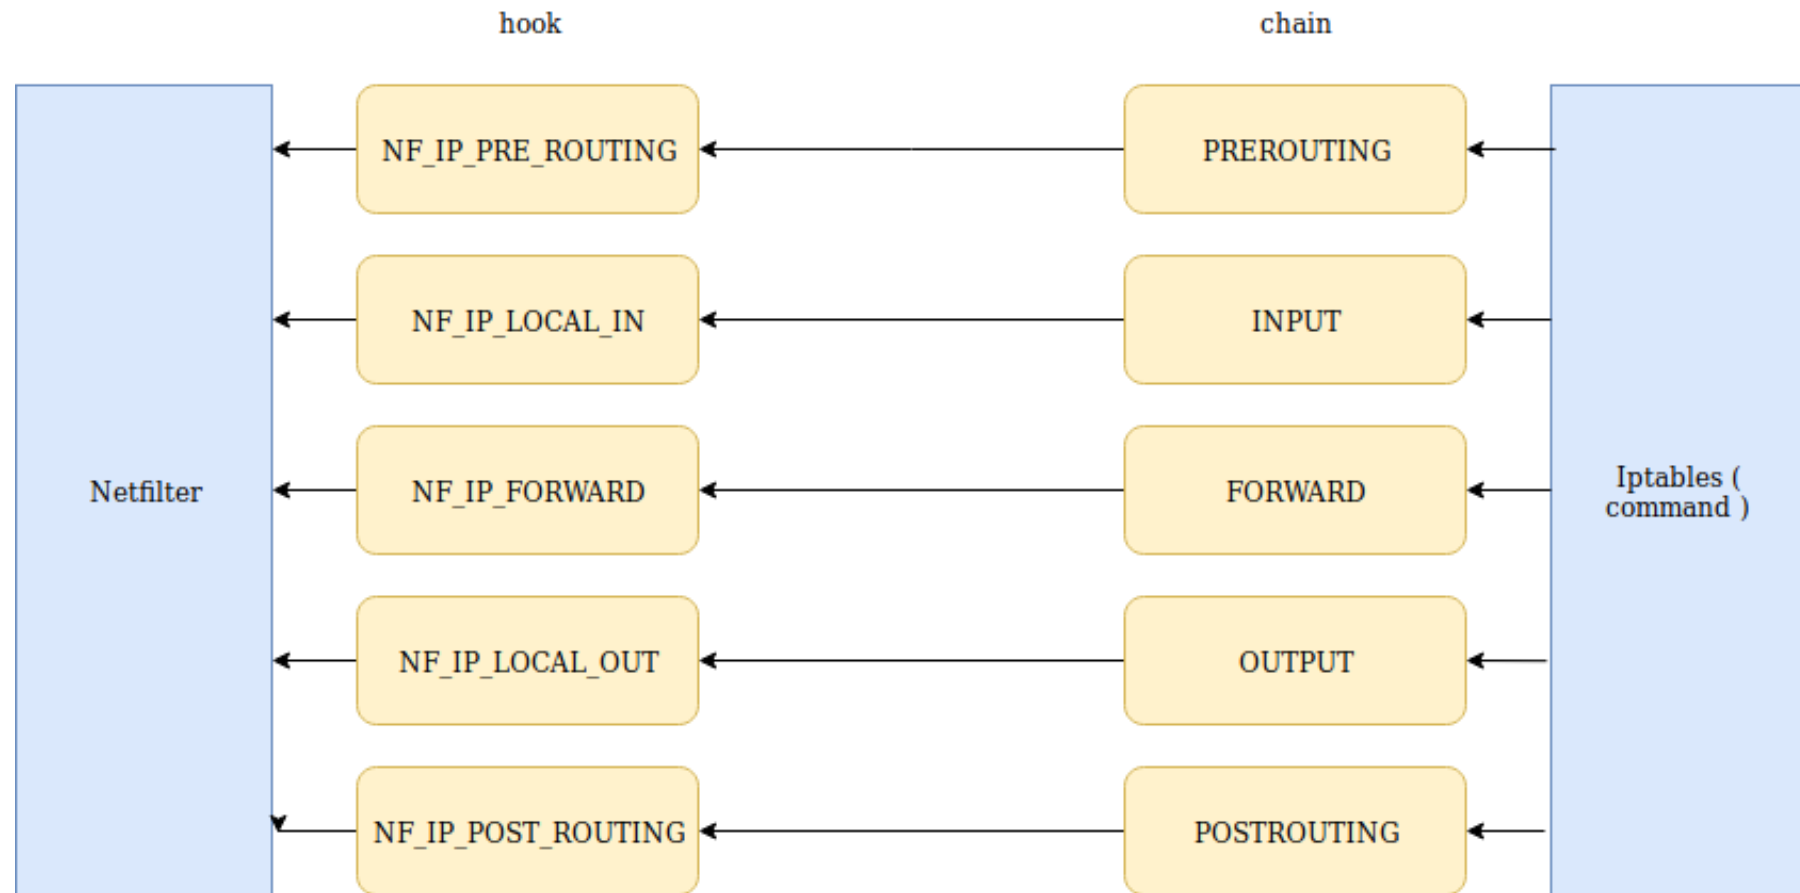 hook
chain
NF_IP_PRE_ROUTING
PREROUTING
NF_IP_LOCAL_IN
INPUT
Netfilter
NF_IP_FORWARD
FORWARD
Iptables (
command )
NF_IP_LOCAL_OUT
OUTPUT
NF_IP_POST_ROUTING
POSTROUTING